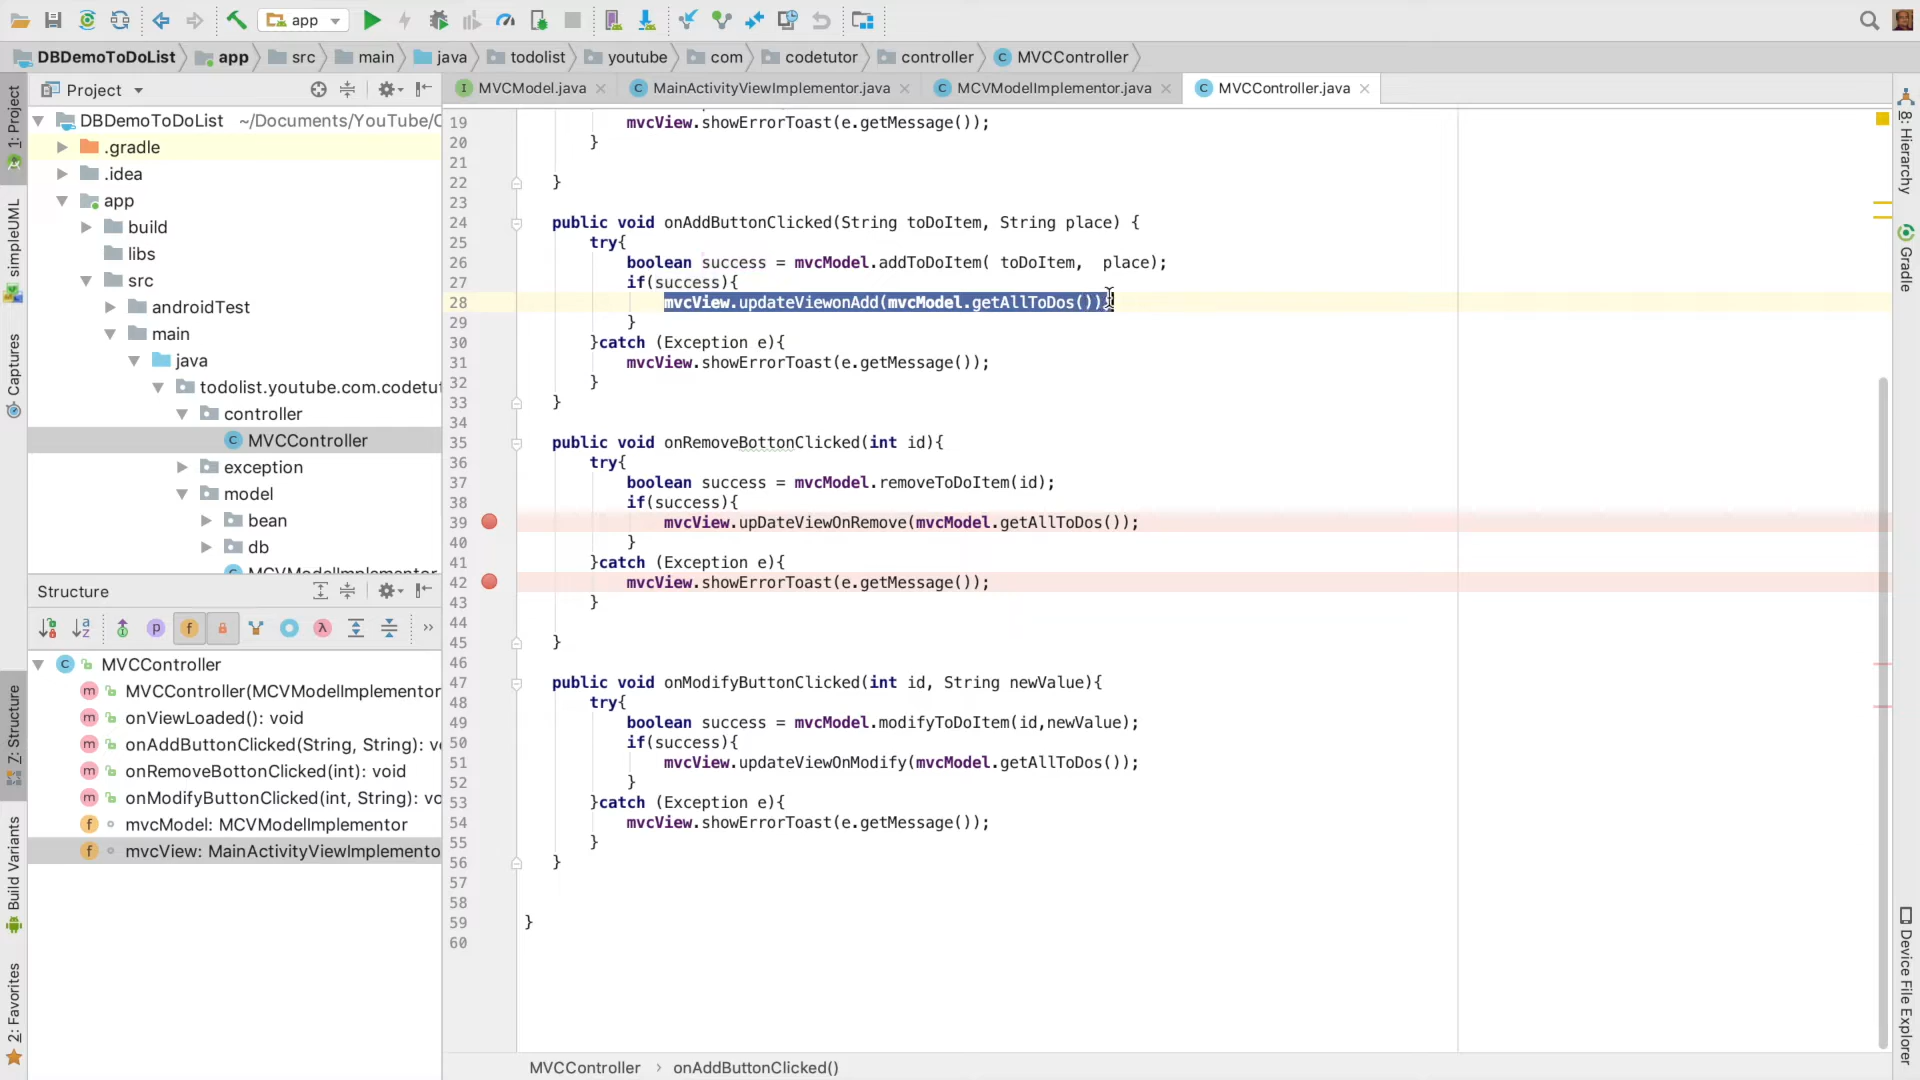 app
DBDemoToDoList app src main java todolist youtube com codetutor controller MVCController
Project
MVCModel.java MainActivityViewImplementor.java MCVModelImplementor.java MVCController.java
1: Project
simpleUML
Captures
7: Structure
Build Variants
2: Favorites
DBDemoToDoList ~/Documents/YouTube/C
.gradle
.idea
app
build
libs
src
androidTest
main
java
todolist.youtube.com.codetut
controller
MVCController
exception
model
bean
db
MCVModelImplementor
Structure
MVCController
MVCController(MCVModelImplementor
onViewLoaded(): void
onAddButtonClicked(String, String): v
onRemoveBottonClicked(int): void
onModifyButtonClicked(int, String): vo
mvcModel: MCVModelImplementor
mvcView: MainActivityViewImplemento
19 mvcView.showErrorToast(e.getMessage());
20 }
21
22 }
23
24 public void onAddButtonClicked(String toDoItem, String place) {
25 try{
26 boolean success = mvcModel.addToDoItem( toDoItem,  place);
27 if(success){
28 mvcView.updateViewonAdd(mvcModel.getAllToDos());
29 }
30 }catch (Exception e){
31 mvcView.showErrorToast(e.getMessage());
32 }
33 }
34
35 public void onRemoveBottonClicked(int id){
36 try{
37 boolean success = mvcModel.removeToDoItem(id);
38 if(success){
39 mvcView.upDateViewOnRemove(mvcModel.getAllToDos());
40 }
41 }catch (Exception e){
42 mvcView.showErrorToast(e.getMessage());
43 }
44
45 }
46
47 public void onModifyButtonClicked(int id, String newValue){
48 try{
49 boolean success = mvcModel.modifyToDoItem(id,newValue);
50 if(success){
51 mvcView.updateViewOnModify(mvcModel.getAllToDos());
52 }
53 }catch (Exception e){
54 mvcView.showErrorToast(e.getMessage());
55 }
56 }
57
58
59 }
60
MVCController › onAddButtonClicked()
8: Hierarchy
Gradle
Device File Explorer